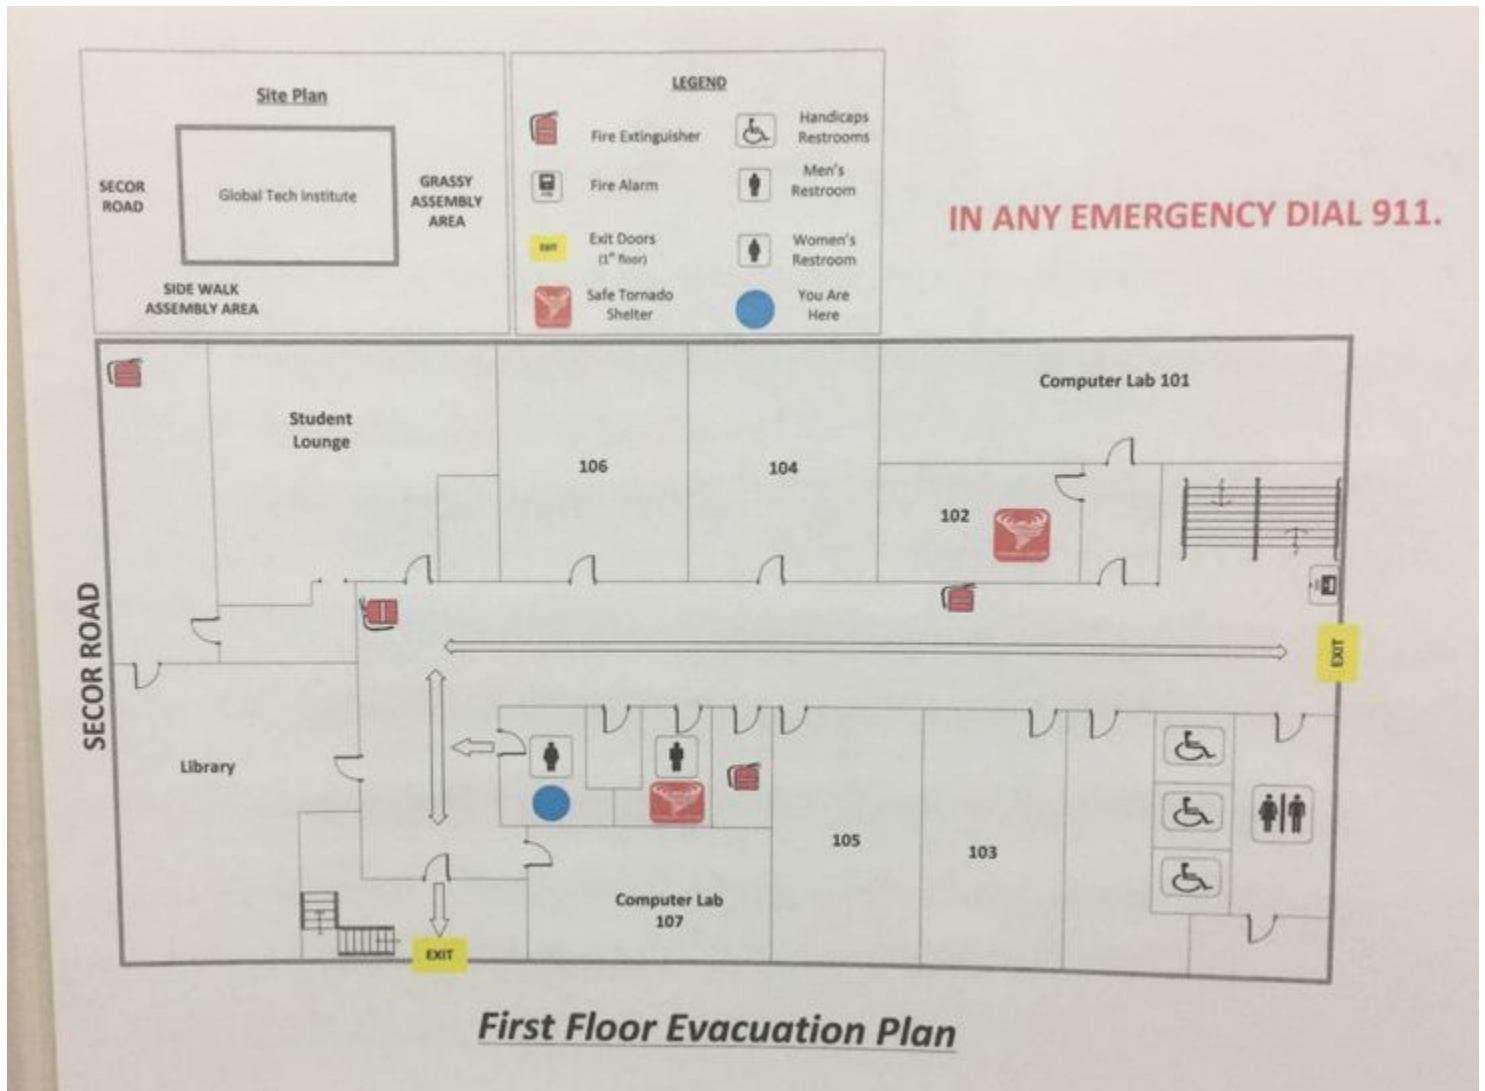 Site Plan
SECOR
ROAD
Global Tech Institute
GRASSY
ASSEMBLY
AREA
SIDE WALK
ASSEMBLY AREA
LEGEND
Fire Extinguisher
Handicaps
Restrooms
Fire Alarm
Men's
Restroom
EXIT
Exit Doors
(1st floor)
Women's
Restroom
Safe Tornado
Shelter
You Are
Here
IN ANY EMERGENCY DIAL 911.
Student
Lounge
106
104
Computer Lab 101
102
SECOR ROAD
EXIT
Library
105
103
Computer Lab
107
EXIT
First Floor Evacuation Plan